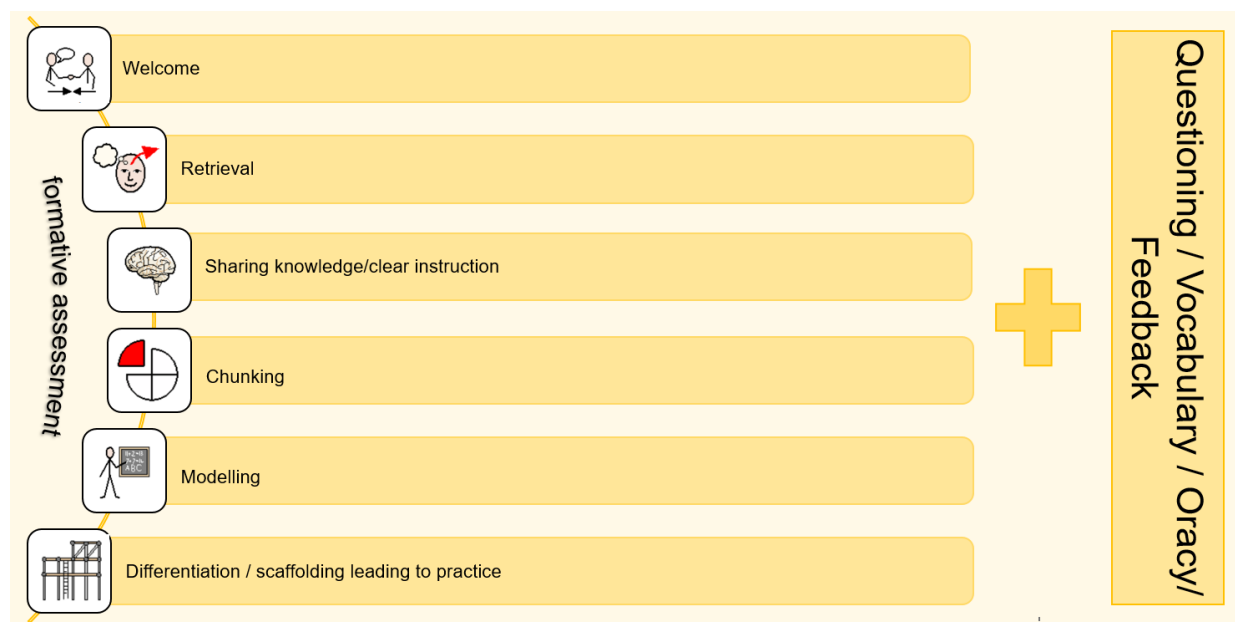 Welcome
Retrieval
formative assessment
Sharing knowledge/clear instruction
Chunking
Modelling
Differentiation / scaffolding leading to practice
Questioning / Vocabulary / Oracy/
Feedback